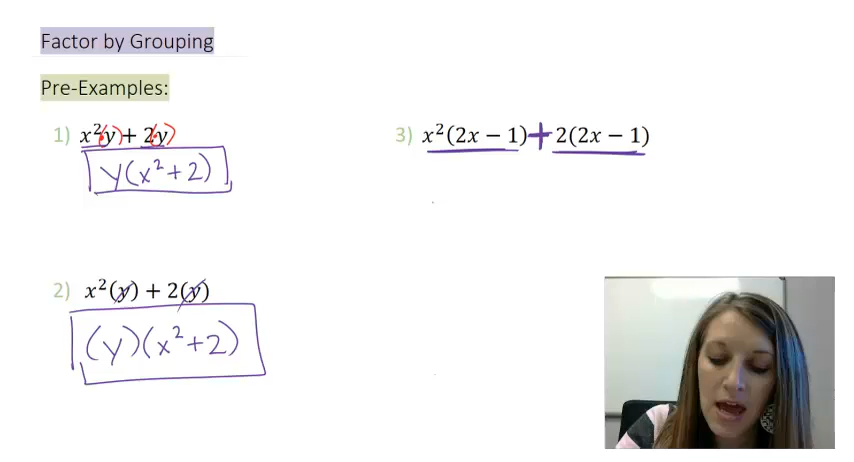 Factor by Grouping
Pre-Examples:
1) x²(y) + 2(y)
y(x² + 2)
2) x²(y) + 2(y)
(y)(x² + 2)
3) x²(2x − 1) + 2(2x − 1)